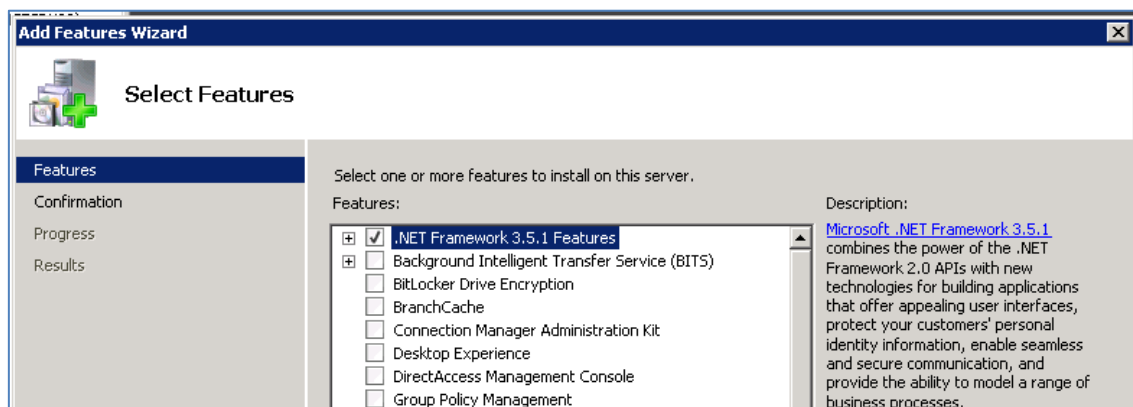 Add Features Wizard
Select Features
Features
Confirmation
Progress
Results
Select one or more features to install on this server.
Features:
.NET Framework 3.5.1 Features
Background Intelligent Transfer Service (BITS)
BitLocker Drive Encryption
BranchCache
Connection Manager Administration Kit
Desktop Experience
DirectAccess Management Console
Group Policy Management
Description:
Microsoft .NET Framework 3.5.1
combines the power of the .NET
Framework 2.0 APIs with new
technologies for building applications
that offer appealing user interfaces,
protect your customers' personal
identity information, enable seamless
and secure communication, and
provide the ability to model a range of
business processes.